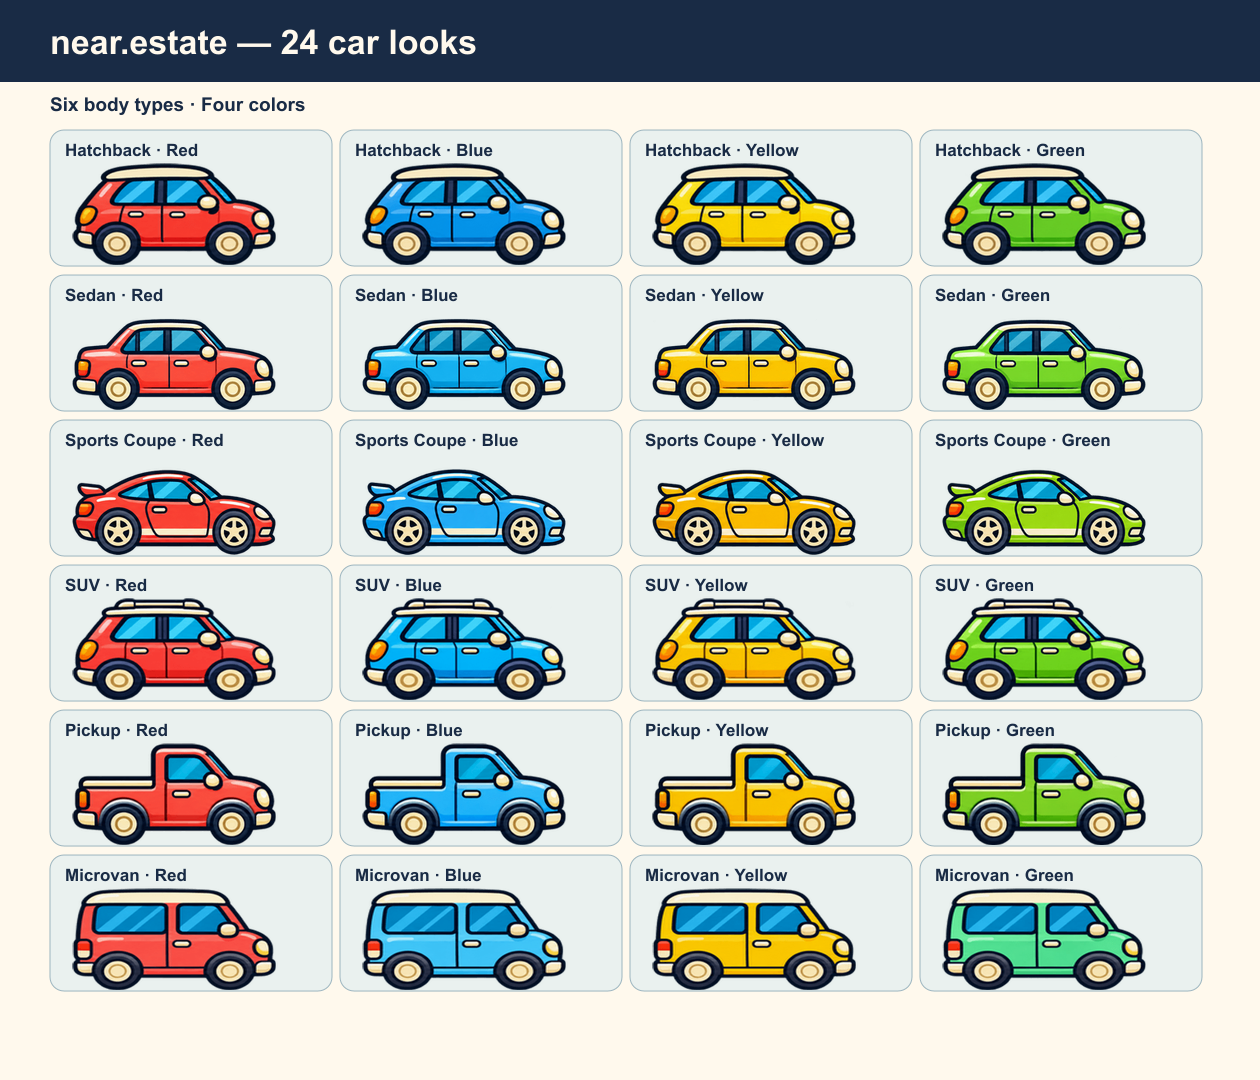 near.estate — 24 car looks
Six body types · Four colors
Hatchback · Red
Hatchback · Blue
Hatchback · Yellow
Hatchback · Green
Sedan · Red
Sedan · Blue
Sedan · Yellow
Sedan · Green
Sports Coupe · Red
Sports Coupe · Blue
Sports Coupe · Yellow
Sports Coupe · Green
SUV · Red
SUV · Blue
SUV · Yellow
SUV · Green
Pickup · Red
Pickup · Blue
Pickup · Yellow
Pickup · Green
Microvan · Red
Microvan · Blue
Microvan · Yellow
Microvan · Green